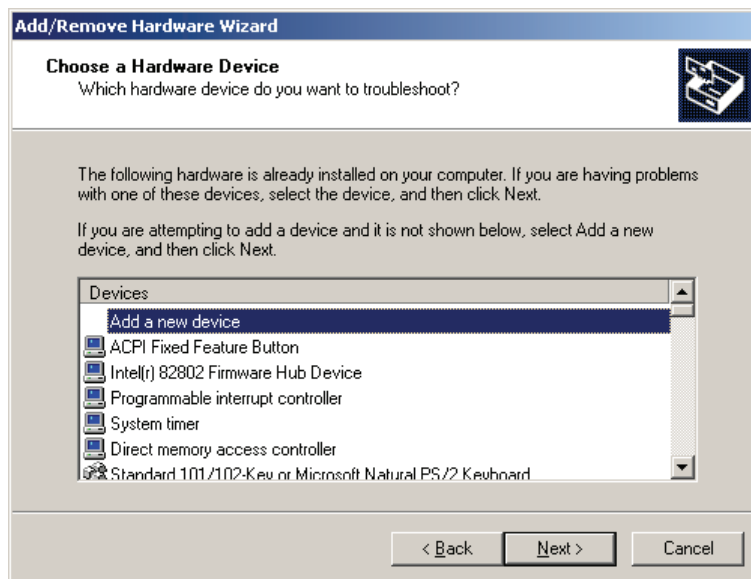 Add/Remove Hardware Wizard
Choose a Hardware Device
Which hardware device do you want to troubleshoot?
The following hardware is already installed on your computer. If you are having problems
with one of these devices, select the device, and then click Next.
If you are attempting to add a device and it is not shown below, select Add a new
device, and then click Next.
Devices
Add a new device
ACPI Fixed Feature Button
Intel(r) 82802 Firmware Hub Device
Programmable interrupt controller
System timer
Direct memory access controller
Standard 101/102-Key or Microsoft Natural PS/2 Keyboard
< Back Next > Cancel